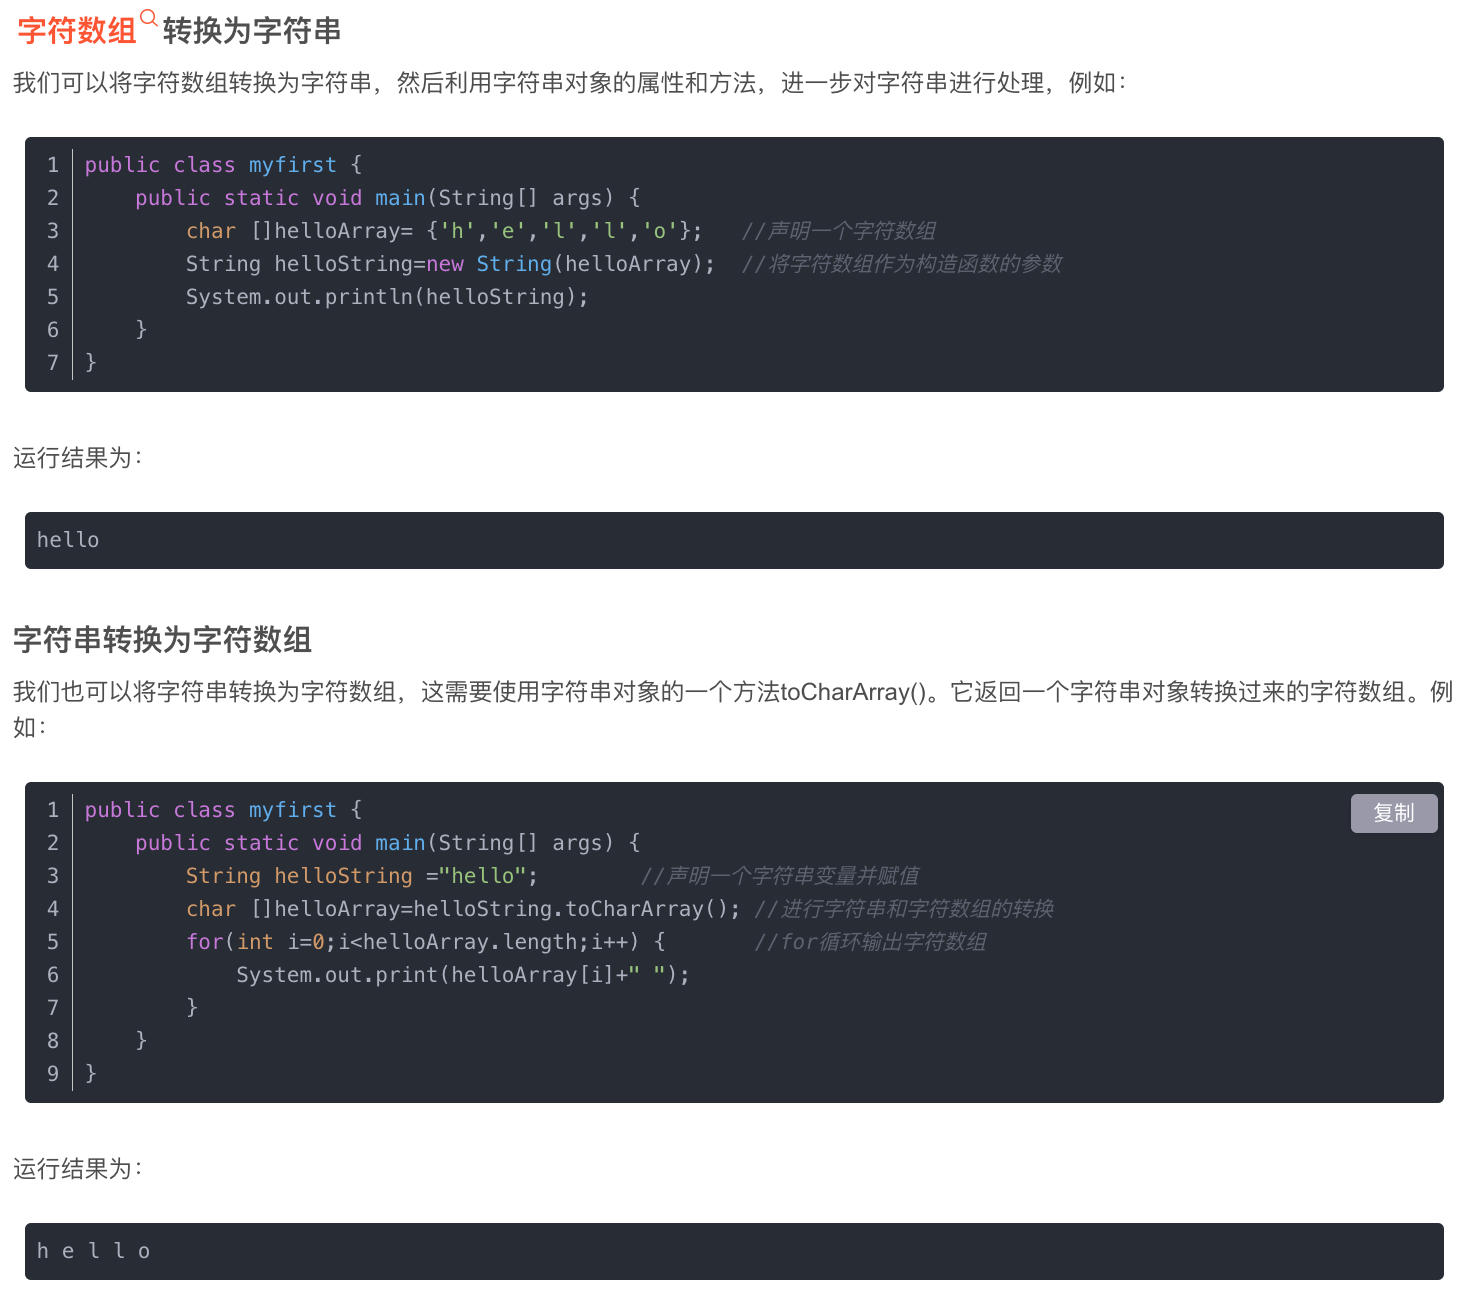 字符数组转换为字符串
我们可以将字符数组转换为字符串，然后利用字符串对象的属性和方法，进一步对字符串进行处理，例如：
1 public class myfirst {
2     public static void main(String[] args) {
3         char []helloArray= {'h','e','l','l','o'};   //声明一个字符数组
4         String helloString=new String(helloArray);  //将字符数组作为构造函数的参数
5         System.out.println(helloString);
6     }
7 }
运行结果为：
hello
字符串转换为字符数组
我们也可以将字符串转换为字符数组，这需要使用字符串对象的一个方法toCharArray()。它返回一个字符串对象转换过来的字符数组。例
如：
复制
1 public class myfirst {
2     public static void main(String[] args) {
3         String helloString ="hello";        //声明一个字符串变量并赋值
4         char []helloArray=helloString.toCharArray(); //进行字符串和字符数组的转换
5         for(int i=0;i<helloArray.length;i++) {       //for循环输出字符数组
6             System.out.print(helloArray[i]+" ");
7         }
8     }
9 }
运行结果为：
h e l l o